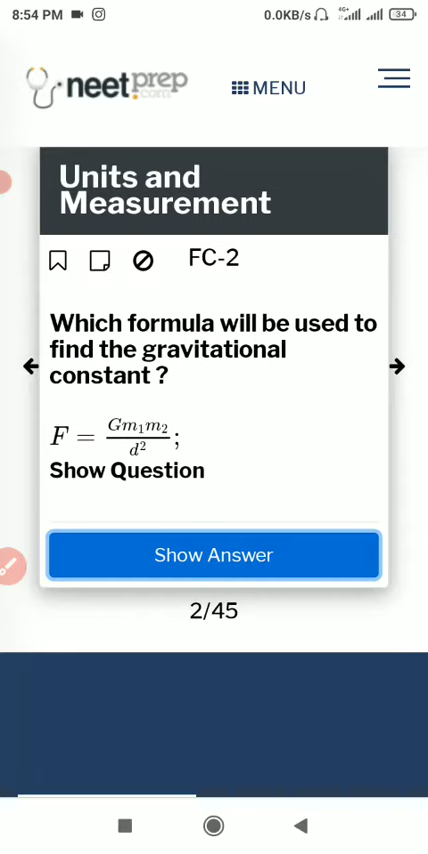 8:54 PM 0.0KB/s 4G+ 34
neetprep
.com
MENU
Units and
Measurement
FC-2
Which formula will be used to
find the gravitational
constant ?
F = Gm₁m₂/d² ;
Show Question
Show Answer
2/45